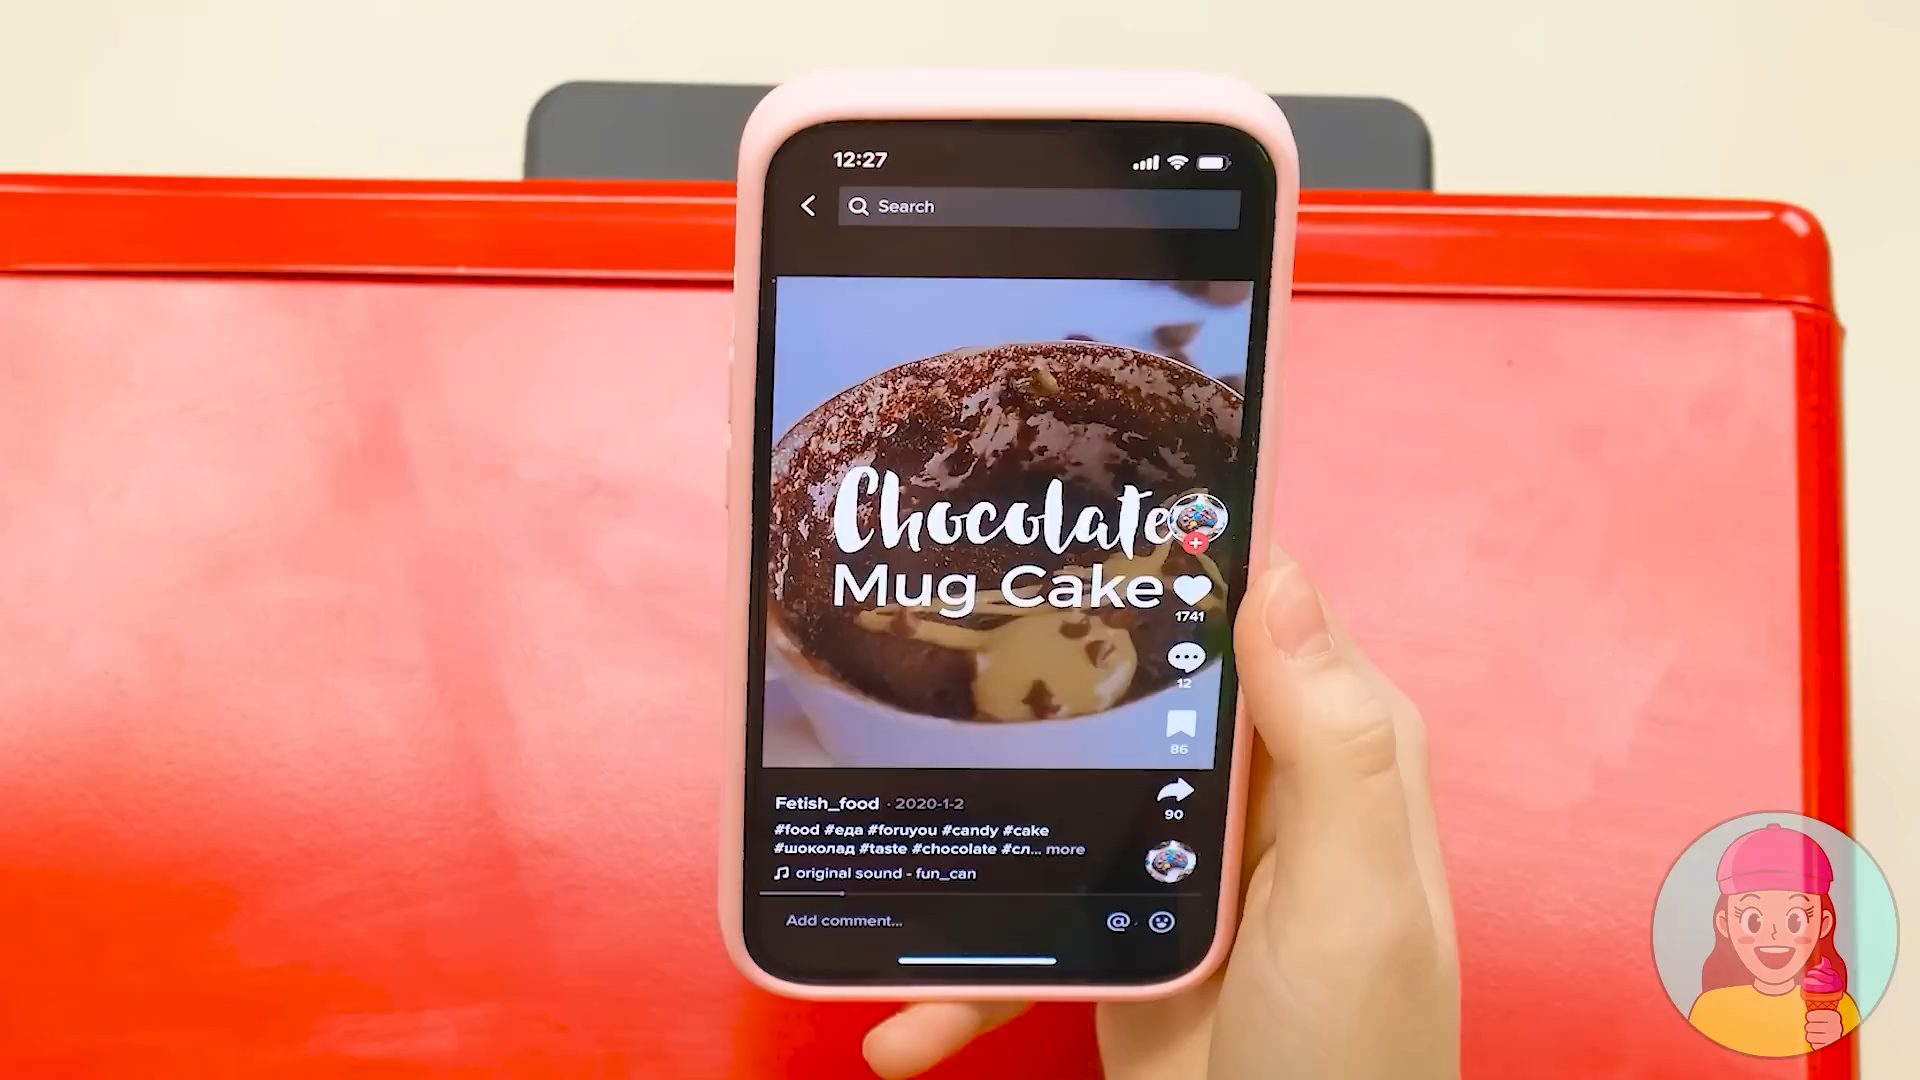 12:27
Search
Chocolate
Mug Cake
1741
12
86
90
Fetish_food · 2020-1-2
#food #еда #foruyou #candy #cake
#шоколад #taste #chocolate #сл... more
original sound - fun_can
Add comment...
@